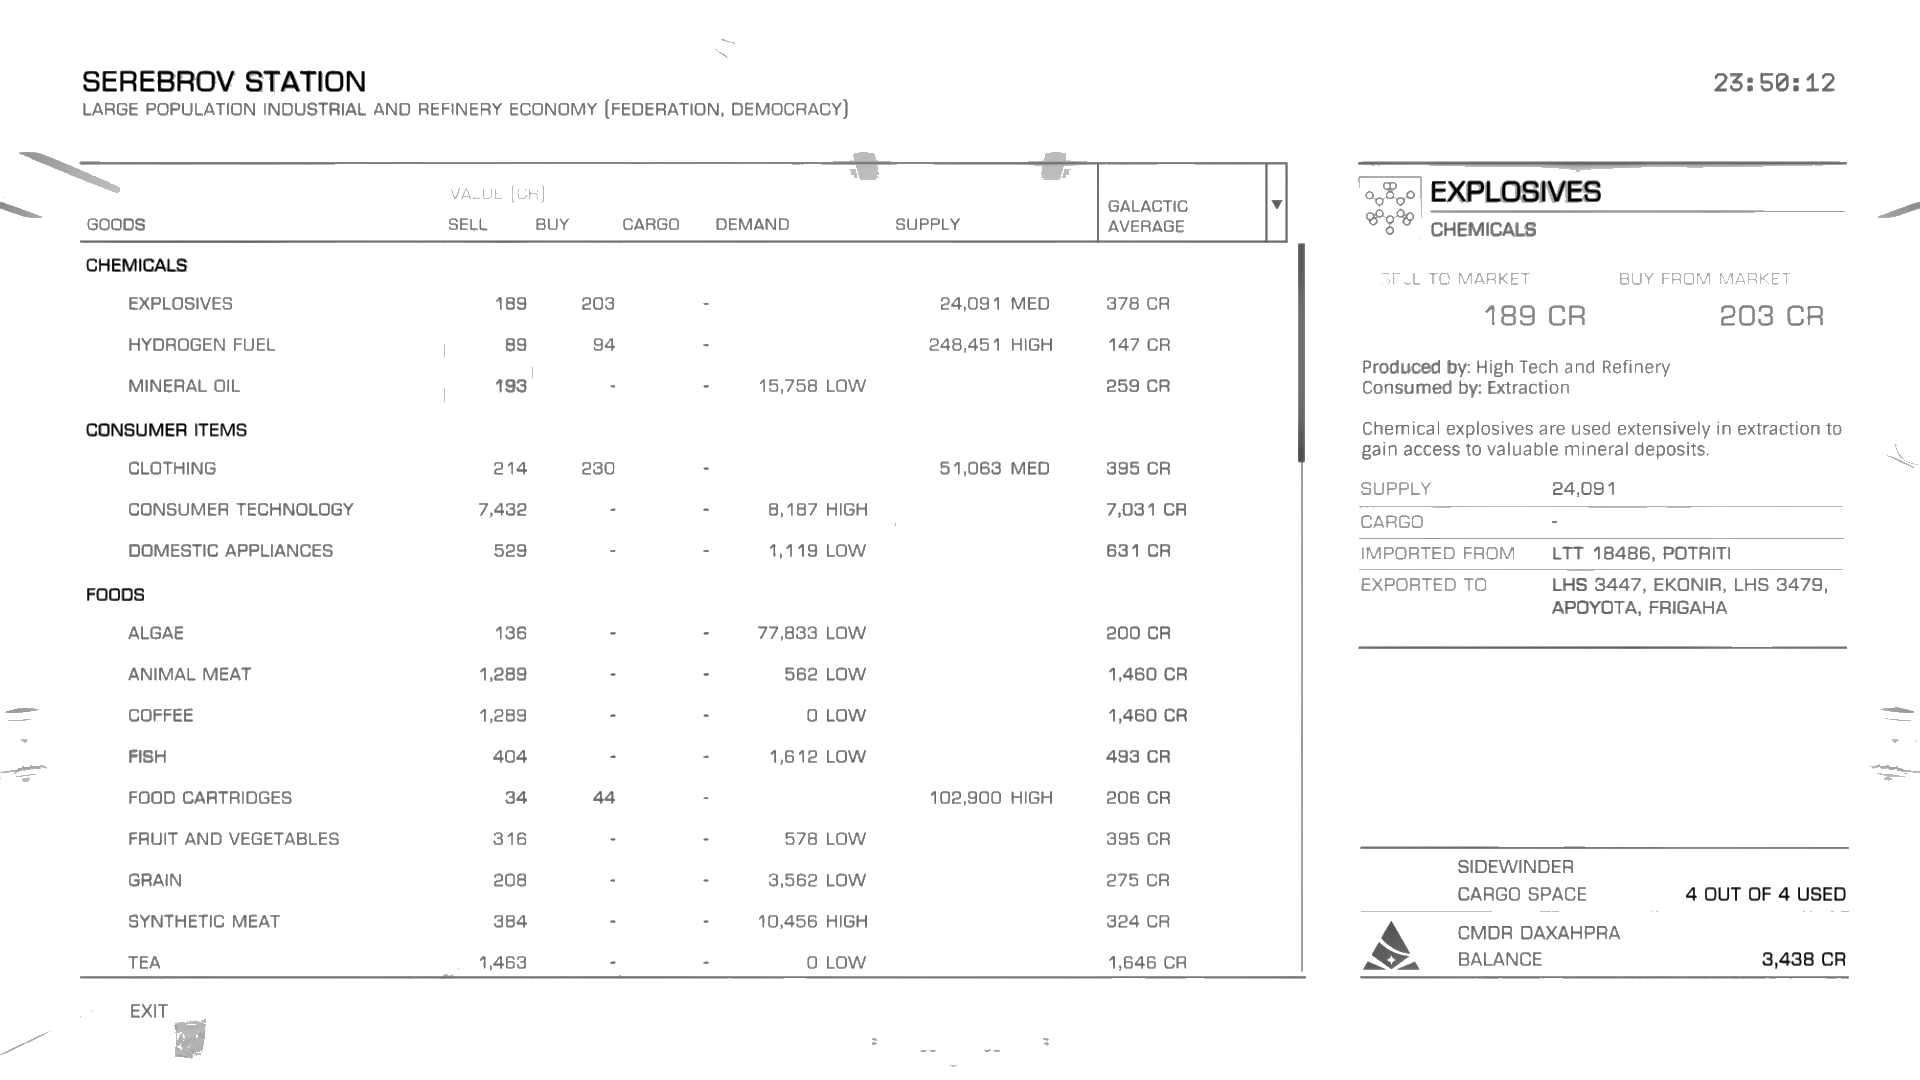 SEREBROV STATION
23:50:12
LARGE POPULATION INDUSTRIAL AND REFINERY ECONOMY (FEDERATION, DEMOCRACY)
VALUE (CR)
GOODS SELL BUY CARGO DEMAND SUPPLY GALACTIC AVERAGE
CHEMICALS
EXPLOSIVES 189 203 - 24,091 MED 378 CR
HYDROGEN FUEL 89 94 - 248,451 HIGH 147 CR
MINERAL OIL 193 - - 15,758 LOW 259 CR
CONSUMER ITEMS
CLOTHING 214 230 - 51,063 MED 395 CR
CONSUMER TECHNOLOGY 7,432 - - 8,187 HIGH 7,031 CR
DOMESTIC APPLIANCES 529 - - 1,119 LOW 631 CR
FOODS
ALGAE 136 - - 77,833 LOW 200 CR
ANIMAL MEAT 1,289 - - 562 LOW 1,460 CR
COFFEE 1,289 - - 0 LOW 1,460 CR
FISH 404 - - 1,612 LOW 493 CR
FOOD CARTRIDGES 34 44 - 102,900 HIGH 206 CR
FRUIT AND VEGETABLES 316 - - 578 LOW 395 CR
GRAIN 208 - - 3,562 LOW 275 CR
SYNTHETIC MEAT 384 - - 10,456 HIGH 324 CR
TEA 1,463 - - 0 LOW 1,646 CR
EXIT
EXPLOSIVES
CHEMICALS
SELL TO MARKET BUY FROM MARKET
189 CR 203 CR
Produced by: High Tech and Refinery
Consumed by: Extraction
Chemical explosives are used extensively in extraction to
gain access to valuable mineral deposits.
SUPPLY 24,091
CARGO -
IMPORTED FROM LTT 18486, POTRITI
EXPORTED TO LHS 3447, EKONIR, LHS 3479,
APOYOTA, FRIGAHA
SIDEWINDER
CARGO SPACE 4 OUT OF 4 USED
CMDR DAXAHPRA
BALANCE 3,438 CR